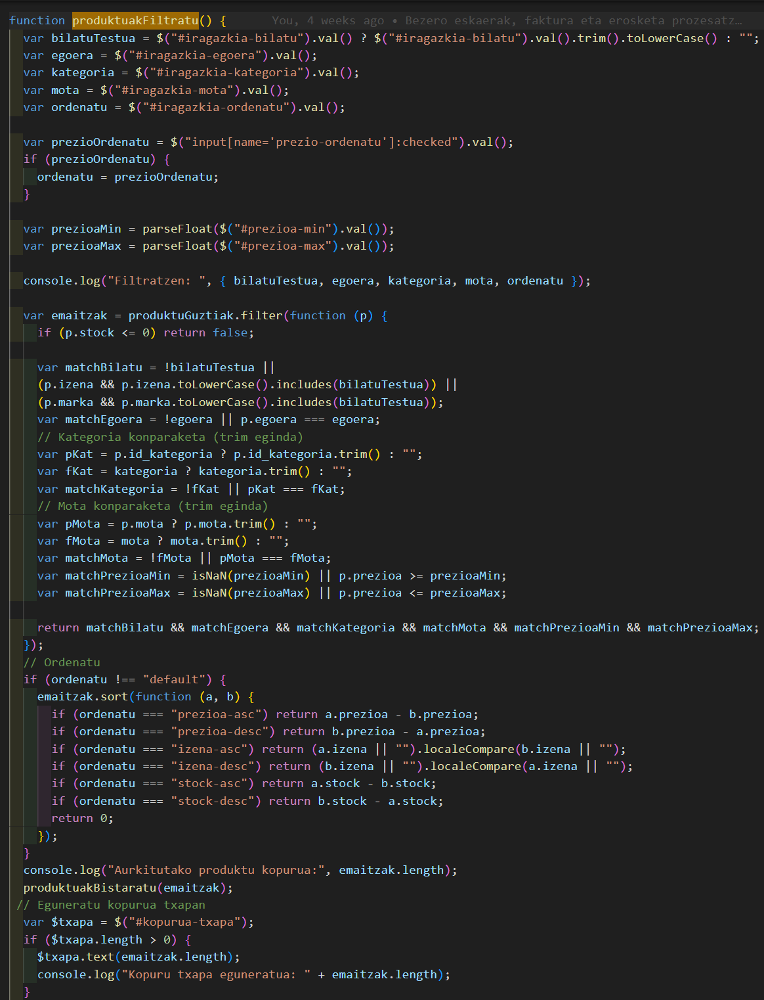 function produktuakFiltratu() {        You, 4 weeks ago • Bezero eskaerak, faktura eta erosketa prozesatz…
  var bilatuTestua = $("#iragazkia-bilatu").val() ? $("#iragazkia-bilatu").val().trim().toLowerCase() : "";
  var egoera = $("#iragazkia-egoera").val();
  var kategoria = $("#iragazkia-kategoria").val();
  var mota = $("#iragazkia-mota").val();
  var ordenatu = $("#iragazkia-ordenatu").val();

  var prezioOrdenatu = $("input[name='prezio-ordenatu']:checked").val();
  if (prezioOrdenatu) {
    ordenatu = prezioOrdenatu;
  }

  var prezioaMin = parseFloat($("#prezioa-min").val());
  var prezioaMax = parseFloat($("#prezioa-max").val());

  console.log("Filtratzen: ", { bilatuTestua, egoera, kategoria, mota, ordenatu });

  var emaitzak = produktuGuztiak.filter(function (p) {
    if (p.stock <= 0) return false;

    var matchBilatu = !bilatuTestua ||
    (p.izena && p.izena.toLowerCase().includes(bilatuTestua)) ||
    (p.marka && p.marka.toLowerCase().includes(bilatuTestua));
    var matchEgoera = !egoera || p.egoera === egoera;
    // Kategoria konparaketa (trim eginda)
    var pKat = p.id_kategoria ? p.id_kategoria.trim() : "";
    var fKat = kategoria ? kategoria.trim() : "";
    var matchKategoria = !fKat || pKat === fKat;
    // Mota konparaketa (trim eginda)
    var pMota = p.mota ? p.mota.trim() : "";
    var fMota = mota ? mota.trim() : "";
    var matchMota = !fMota || pMota === fMota;
    var matchPrezioaMin = isNaN(prezioaMin) || p.prezioa >= prezioaMin;
    var matchPrezioaMax = isNaN(prezioaMax) || p.prezioa <= prezioaMax;

    return matchBilatu && matchEgoera && matchKategoria && matchMota && matchPrezioaMin && matchPrezioaMax;
  });
  // Ordenatu
  if (ordenatu !== "default") {
    emaitzak.sort(function (a, b) {
      if (ordenatu === "prezioa-asc") return a.prezioa - b.prezioa;
      if (ordenatu === "prezioa-desc") return b.prezioa - a.prezioa;
      if (ordenatu === "izena-asc") return (a.izena || "").localeCompare(b.izena || "");
      if (ordenatu === "izena-desc") return (b.izena || "").localeCompare(a.izena || "");
      if (ordenatu === "stock-asc") return a.stock - b.stock;
      if (ordenatu === "stock-desc") return b.stock - a.stock;
      return 0;
    });
  }
  console.log("Aurkitutako produktu kopurua:", emaitzak.length);
  produktuakBistaratu(emaitzak);
 // Eguneratu kopurua txapan
  var $txapa = $("#kopurua-txapa");
  if ($txapa.length > 0) {
    $txapa.text(emaitzak.length);
    console.log("Kopuru txapa eguneratua: " + emaitzak.length);
  }